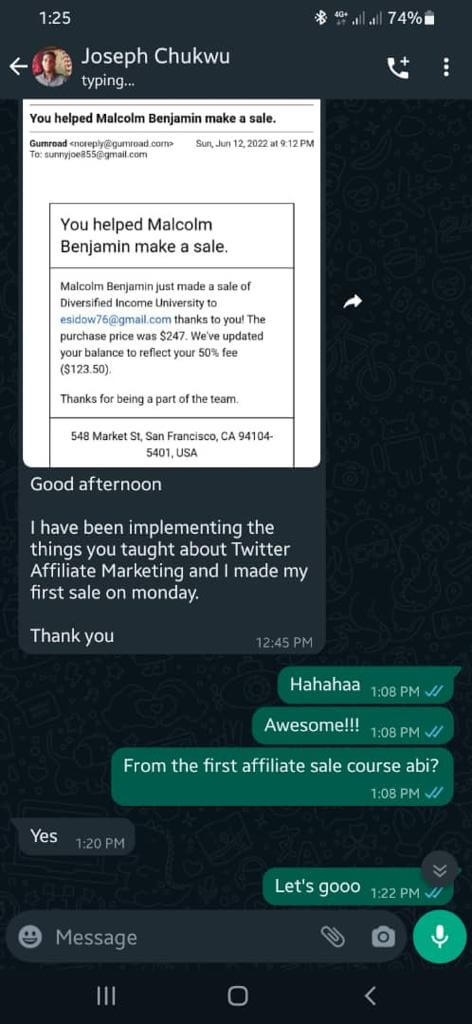 1:25
4G+
74%
Joseph Chukwu
typing...
You helped Malcolm Benjamin make a sale.
Gumroad <noreply@gumroad.com> Sun, Jun 12, 2022 at 9:12 PM
To: sunnyjoe855@gmail.com
You helped Malcolm
Benjamin make a sale.
Malcolm Benjamin just made a sale of
Diversified Income University to
esidow76@gmail.com thanks to you! The
purchase price was $247. We've updated
your balance to reflect your 50% fee
($123.50).
Thanks for being a part of the team.
548 Market St, San Francisco, CA 94104-
5401, USA
Good afternoon
I have been implementing the
things you taught about Twitter
Affiliate Marketing and I made my
first sale on monday.
Thank you
12:45 PM
Hahahaa 1:08 PM
Awesome!!! 1:08 PM
From the first affiliate sale course abi?
1:08 PM
Yes 1:20 PM
Let's gooo 1:22 PM
Message